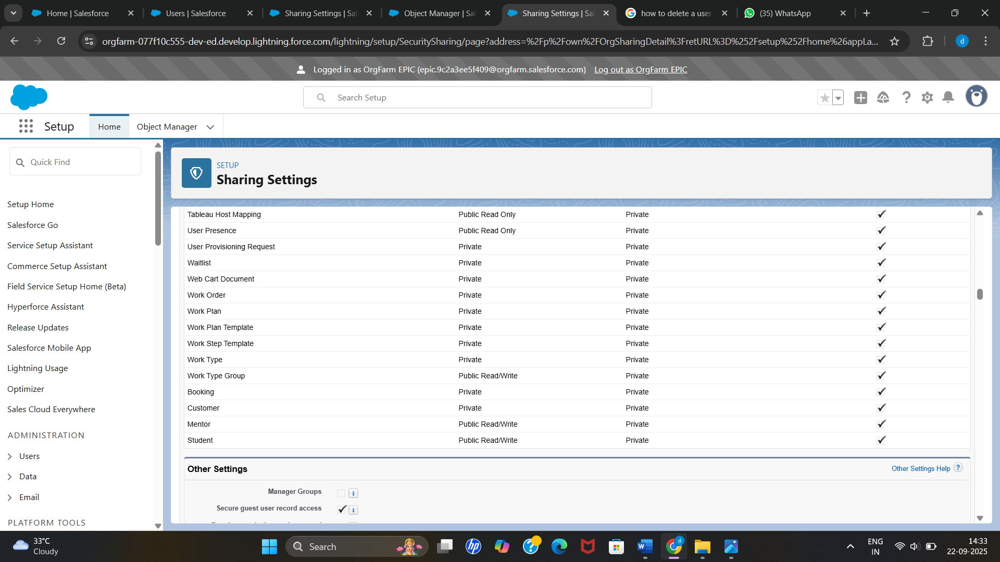 Home | Salesforce
Users | Salesforce
Sharing Settings | Sal
Object Manager | Sal
Sharing Settings | Sal
how to delete a user
(35) WhatsApp
orgfarm-077f10c555-dev-ed.develop.lightning.force.com/lightning/setup/SecuritySharing/page?address=%2Fp%2Fown%2FOrgSharingDetail%3FretURL%3D%252Fsetup%252Fhome%26appLa...
d
Logged in as OrgFarm EPIC (epic.9c2a3ee5f409@orgfarm.salesforce.com) Log out as OrgFarm EPIC
Search Setup
Setup
Home
Object Manager
Quick Find
Setup Home
Salesforce Go
Service Setup Assistant
Commerce Setup Assistant
Field Service Setup Home (Beta)
Hyperforce Assistant
Release Updates
Salesforce Mobile App
Lightning Usage
Optimizer
Sales Cloud Everywhere
ADMINISTRATION
Users
Data
Email
PLATFORM TOOLS
SETUP
Sharing Settings
Tableau Host Mapping Public Read Only Private
User Presence Public Read Only Private
User Provisioning Request Private Private
Waitlist Private Private
Web Cart Document Private Private
Work Order Private Private
Work Plan Private Private
Work Plan Template Private Private
Work Step Template Private Private
Work Type Private Private
Work Type Group Public Read/Write Private
Booking Private Private
Customer Private Private
Mentor Public Read/Write Private
Student Public Read/Write Private
Other Settings
Other Settings Help ?
Manager Groups
Secure guest user record access
33°C
Cloudy
Search
ENG
IN
14:33
22-09-2025